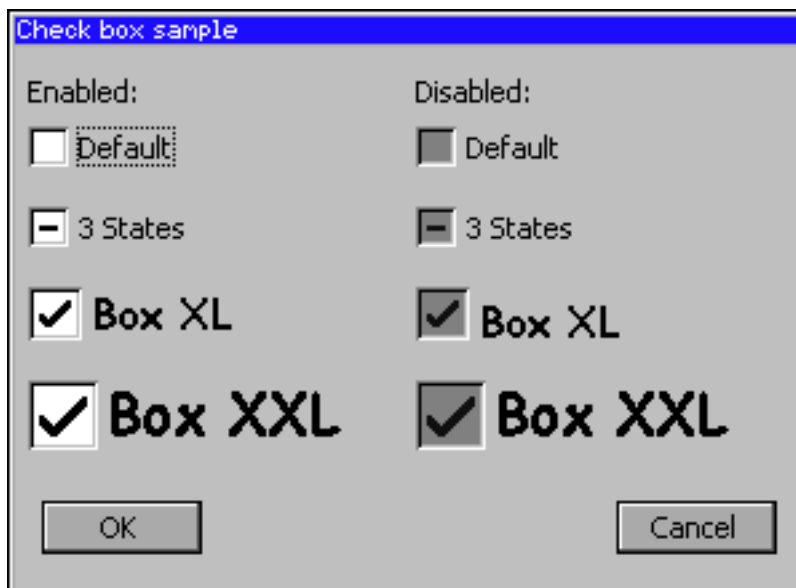 Check box sample
Enabled: Disabled:
Default Default
3 States 3 States
Box XL Box XL
Box XXL Box XXL
OK Cancel